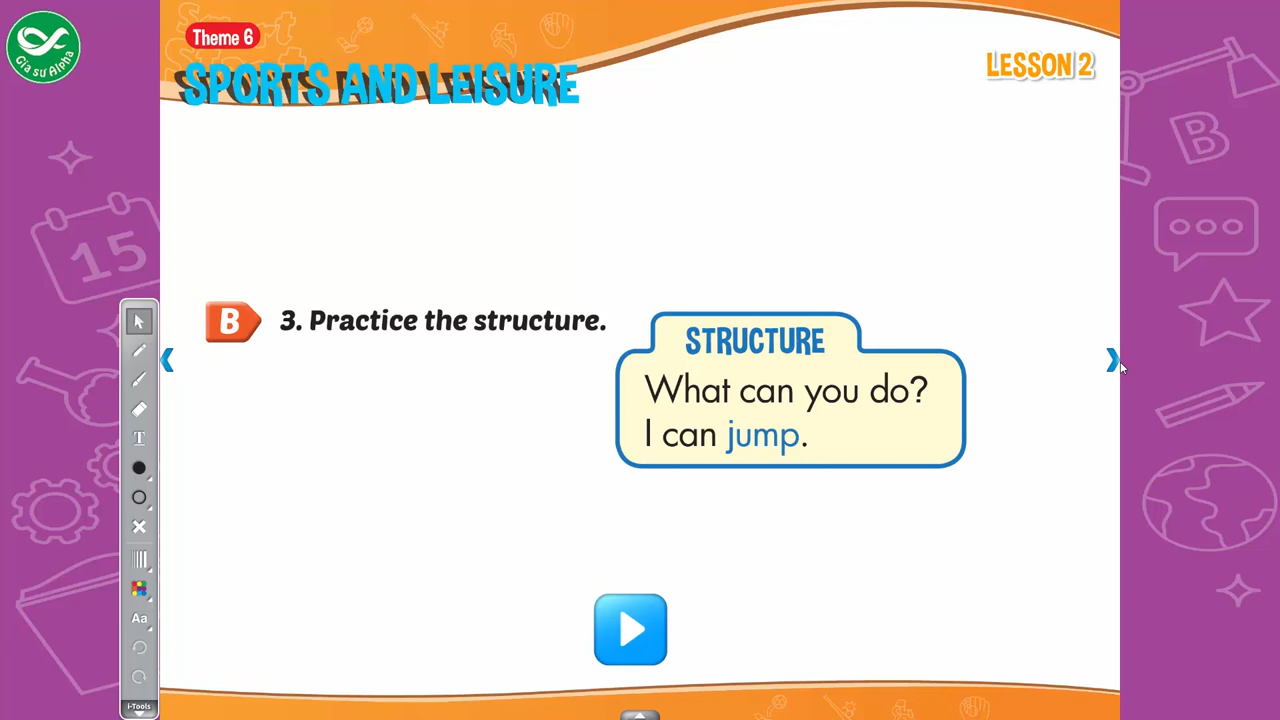 Gia sư Alpha
Theme 6
SPORTS AND LEISURE
LESSON 2
15
B
B
3. Practice the structure.
STRUCTURE
What can you do?
I can jump.
T
Aa
i-Tools